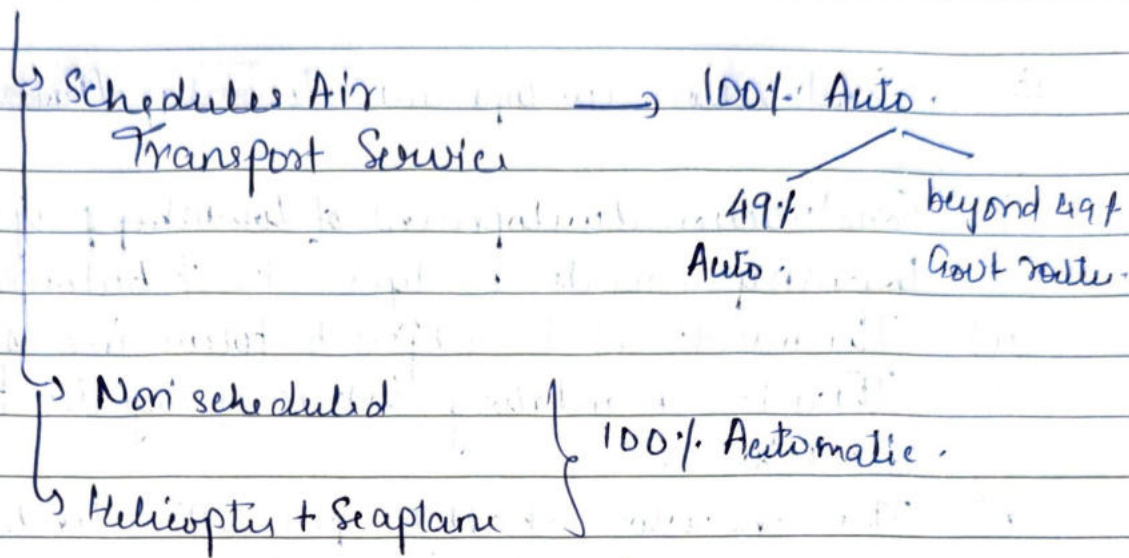 ↳ Schedules Air → 100% Auto.
Transport Service
49% beyond 49%
Auto. Govt route.
↳ Non scheduled
100% Automatic.
↳ Helicopter + Seaplane